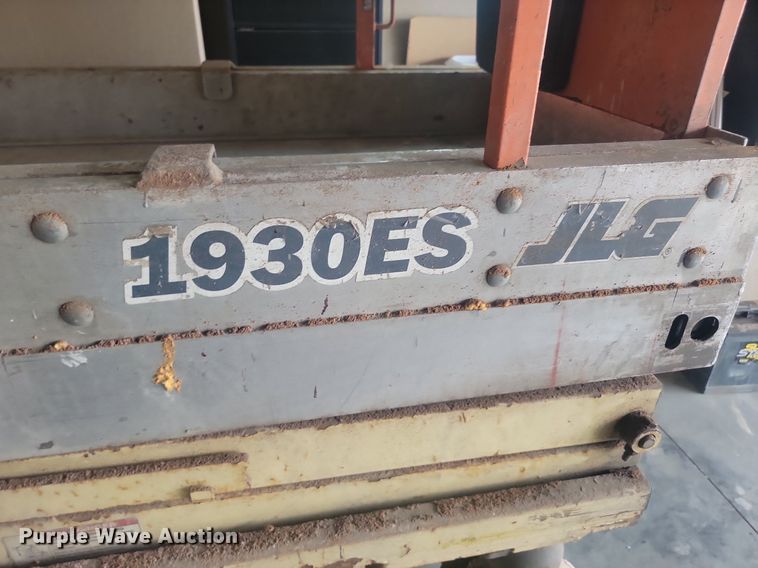 1930ES JLG
Purple Wave Auction®